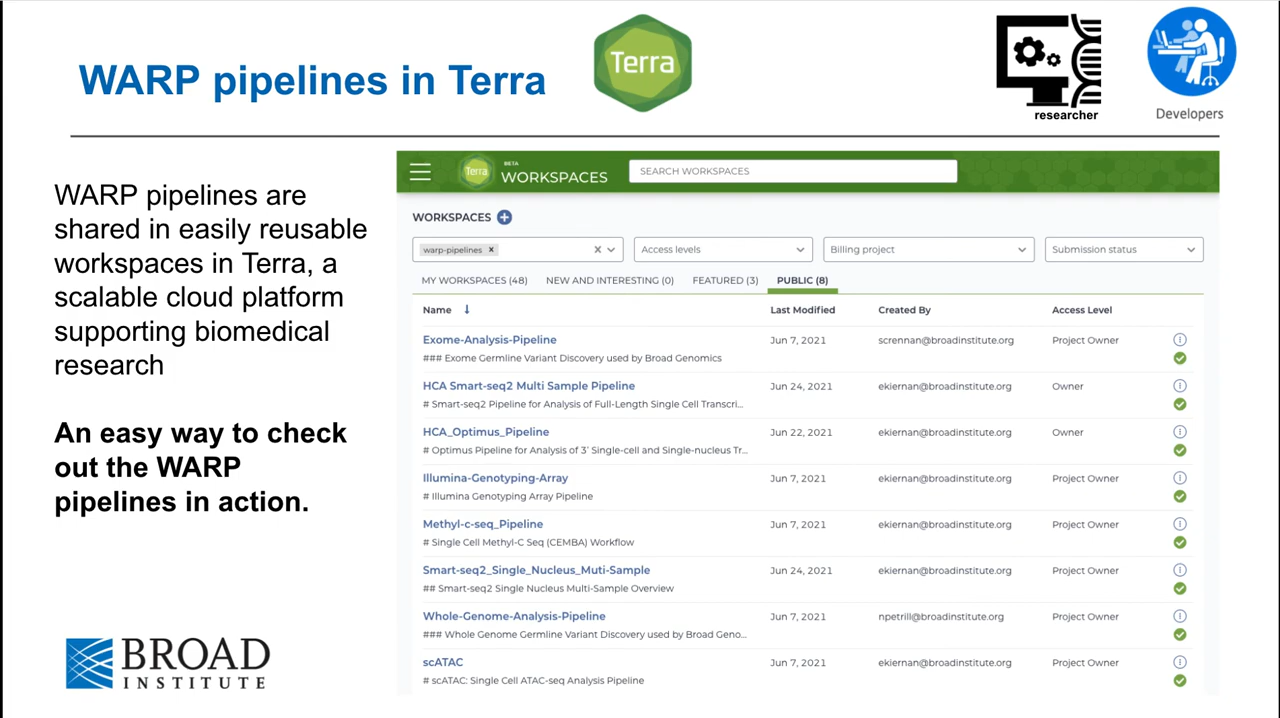 WARP pipelines in Terra
Terra
researcher
Developers
WARP pipelines are
shared in easily reusable
workspaces in Terra, a
scalable cloud platform
supporting biomedical
research
An easy way to check
out the WARP
pipelines in action.
BROAD
INSTITUTE
Terra
BETA
WORKSPACES
SEARCH WORKSPACES
WORKSPACES
warp-pipelines Access levels Billing project Submission status
MY WORKSPACES (48) NEW AND INTERESTING (0) FEATURED (3) PUBLIC (8)
Name Last Modified Created By Access Level
Exome-Analysis-Pipeline Jun 7, 2021 scrennan@broadinstitute.org Project Owner
### Exome Germline Variant Discovery used by Broad Genomics
HCA Smart-seq2 Multi Sample Pipeline Jun 24, 2021 ekiernan@broadinstitute.org Owner
# Smart-seq2 Pipeline for Analysis of Full-Length Single Cell Transcri...
HCA_Optimus_Pipeline Jun 22, 2021 ekiernan@broadinstitute.org Owner
# Optimus Pipeline for Analysis of 3' Single-cell and Single-nucleus Tr...
Illumina-Genotyping-Array Jun 7, 2021 ekiernan@broadinstitute.org Project Owner
# Illumina Genotyping Array Pipeline
Methyl-c-seq_Pipeline Jun 7, 2021 ekiernan@broadinstitute.org Project Owner
# Single Cell Methyl-C Seq (CEMBA) Workflow
Smart-seq2_Single_Nucleus_Muti-Sample Jun 24, 2021 ekiernan@broadinstitute.org Project Owner
## Smart-seq2 Single Nucleus Multi-Sample Overview
Whole-Genome-Analysis-Pipeline Jun 7, 2021 npetrill@broadinstitute.org Project Owner
### Whole Genome Germline Variant Discovery used by Broad Geno...
scATAC Jun 7, 2021 ekiernan@broadinstitute.org Project Owner
# scATAC: Single Cell ATAC-seq Analysis Pipeline